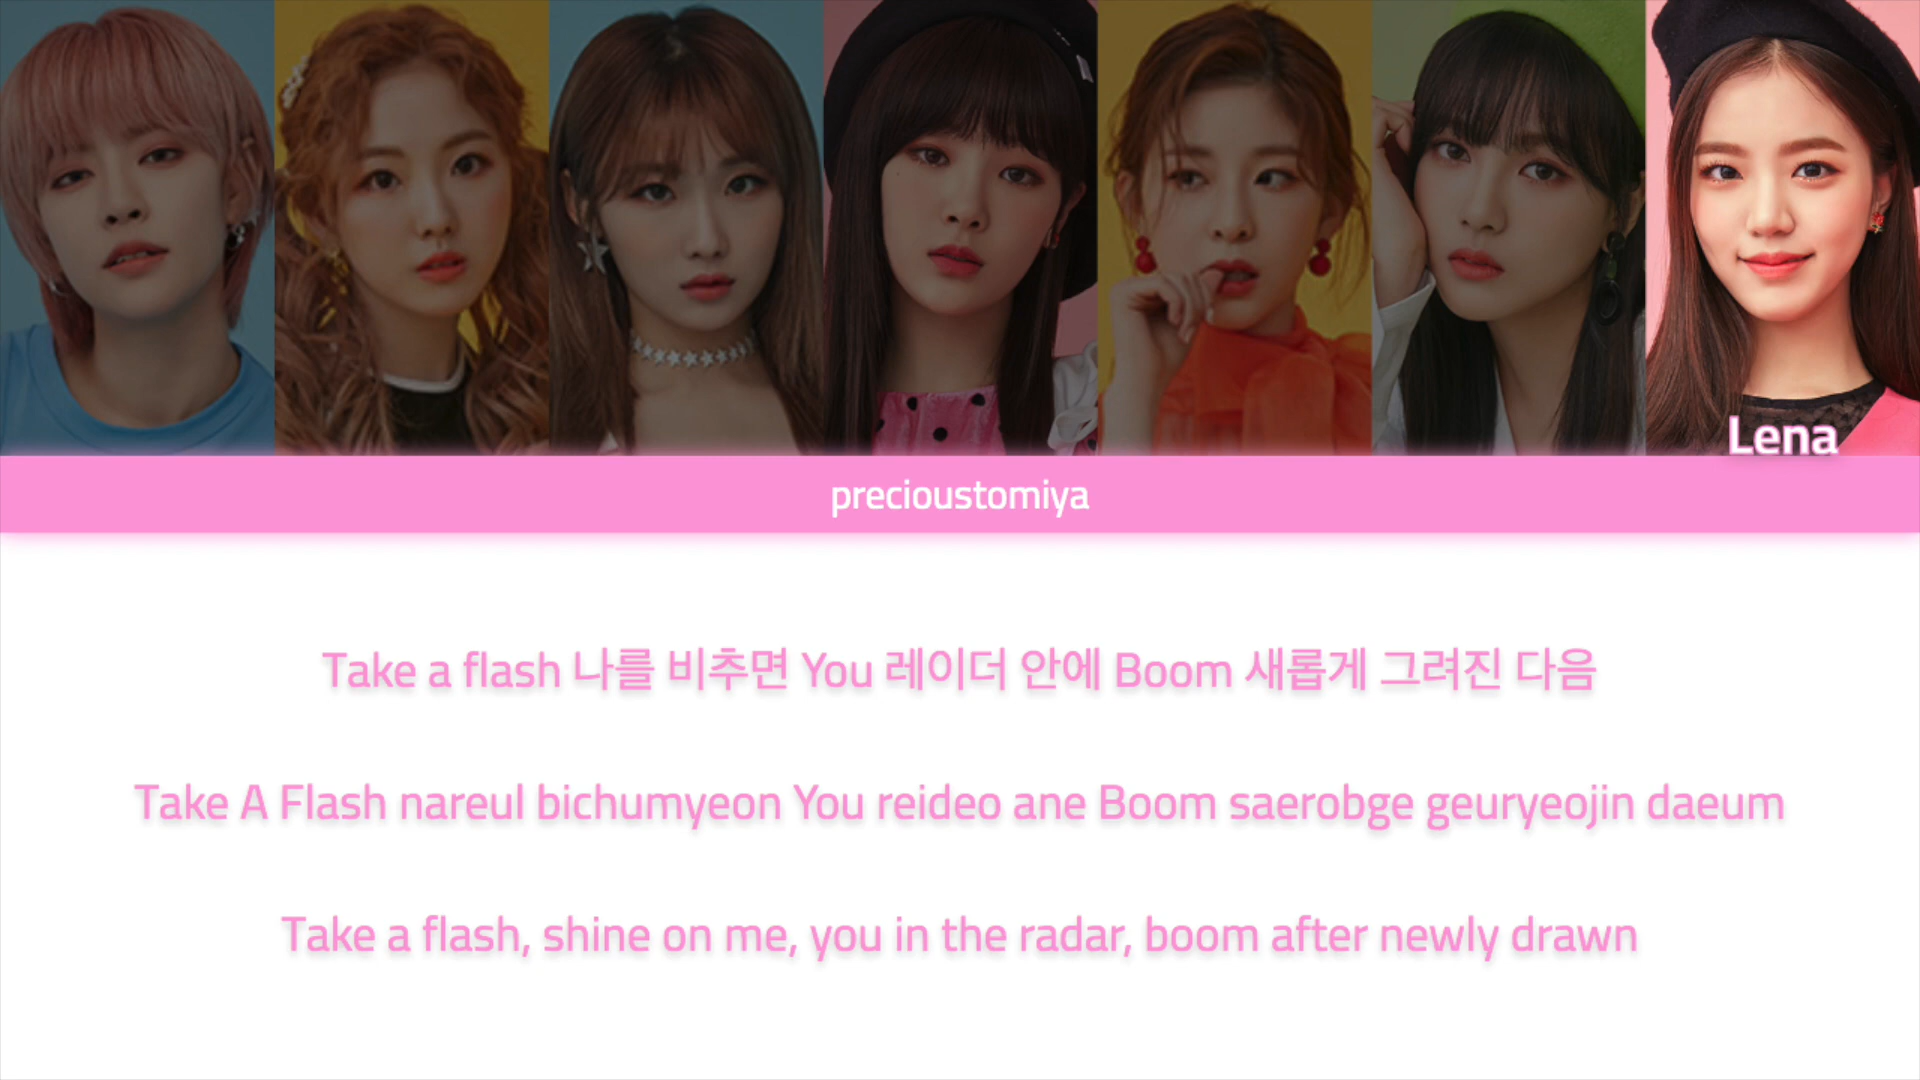 Lena
precioustomiya
Take a flash 나를 비추면 You 레이더 안에 Boom 새롭게 그려진 다음
Take A Flash nareul bichumyeon You reideo ane Boom saerobge geuryeojin daeum
Take a flash, shine on me, you in the radar, boom after newly drawn